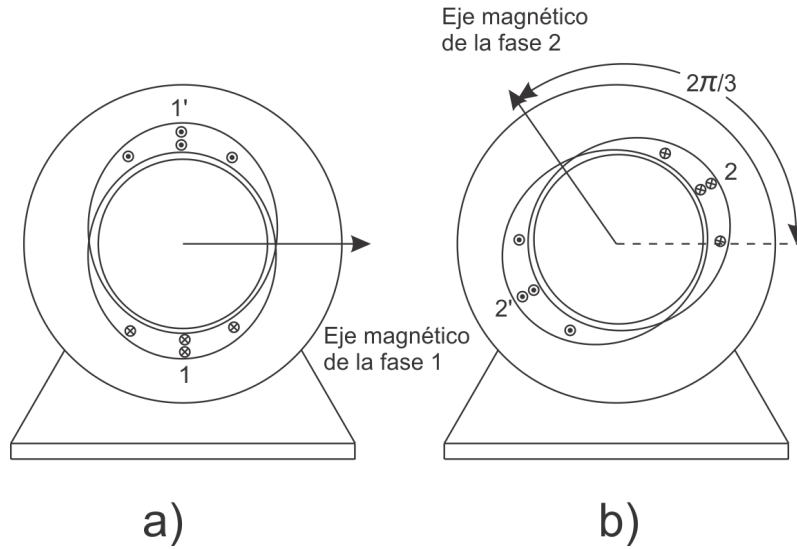 Eje magnético
de la fase 2
2π/3
1'
2
2'
1
Eje magnético
de la fase 1
a)
b)